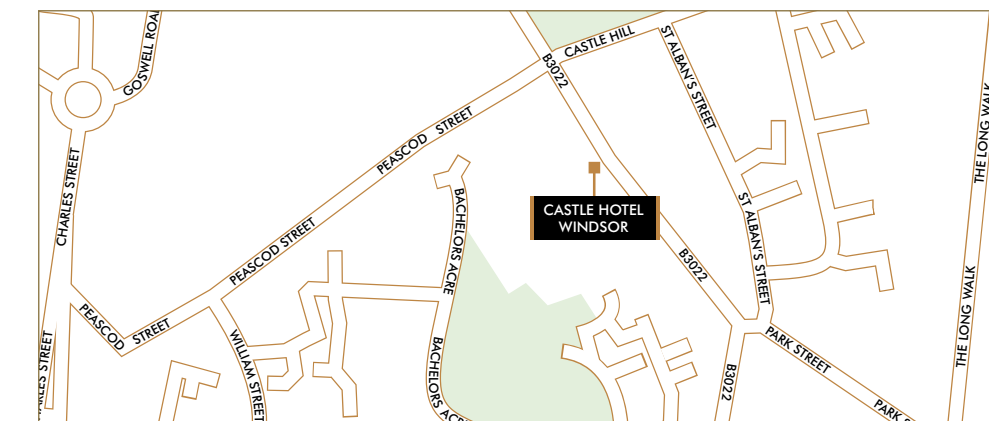 GOSWELL ROAD
CASTLE HILL
B3022
ST ALBAN'S STREET
THE LONG WALK
PEASCOD STREET
CHARLES STREET
BACHELORS ACRE
CASTLE HOTEL
WINDSOR
ST ALBAN'S STREET
PEASCOD STREET
B3022
THE LONG WALK
PEASCOD STREET
CHARLES STREET
WILLIAM STREET
BACHELORS ACRE
PARK STREET
B3022
PARK